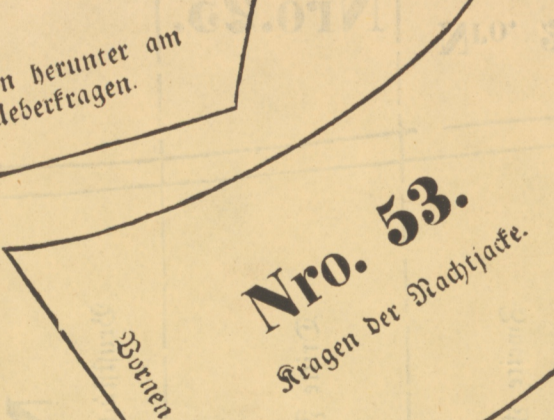 n herunter am
leberkragen.
Nro. 53.
Kragen der Nachtjacke.
Vornen